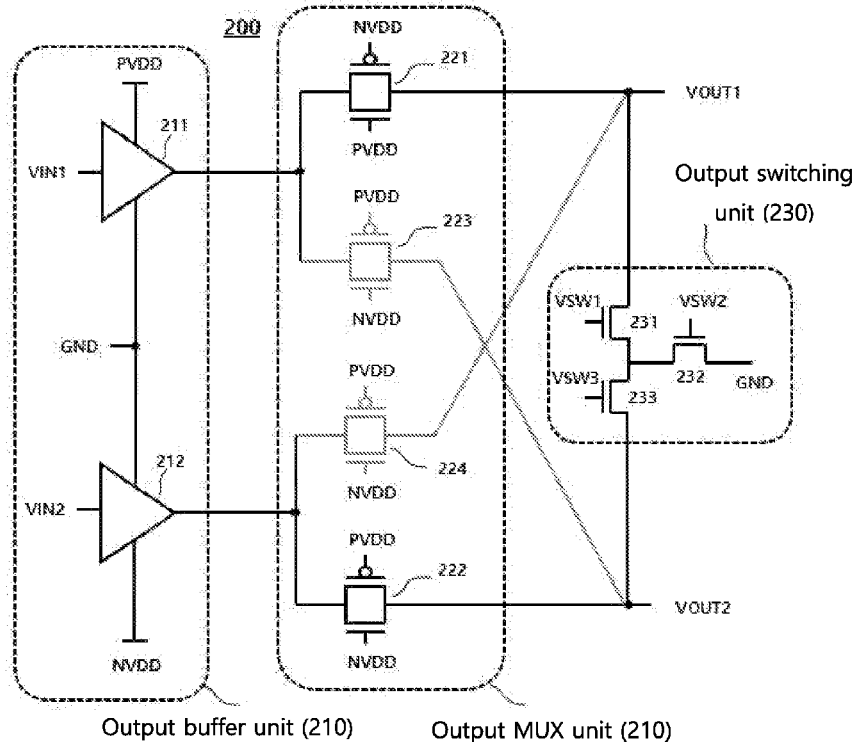 200
NVDD
221
PVDD
VOUT1
211
PVDD
VIN1
Output switching
unit (230)
PVDD
223
NVDD
VSW1
231
VSW2
GND
VSW3
232
233
GND
PVDD
224
NVDD
212
VIN2
PVDD
222
NVDD
VOUT2
NVDD
Output buffer unit (210)
Output MUX unit (210)